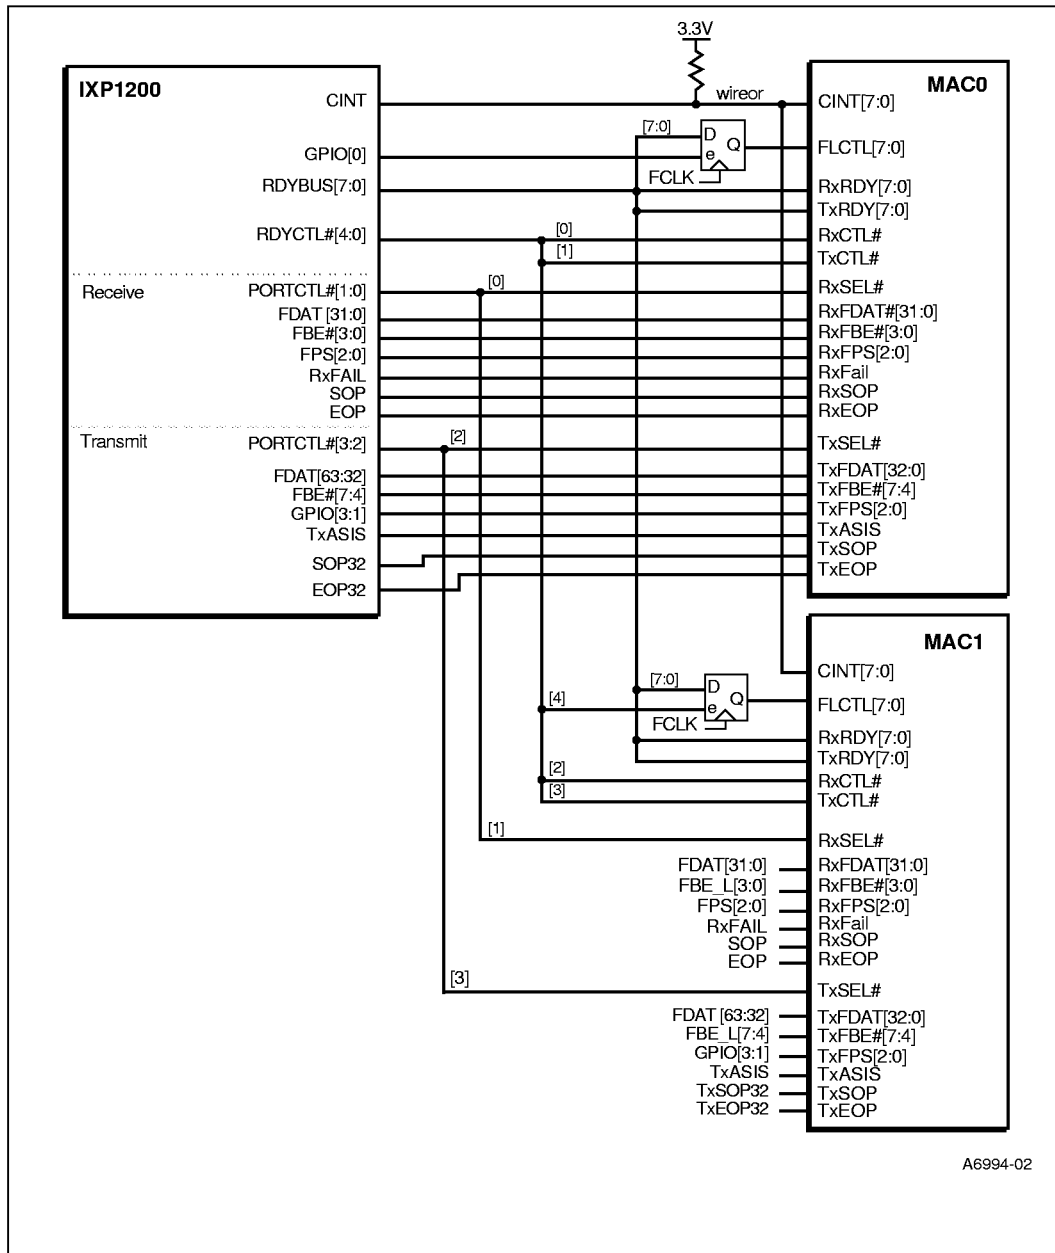 3.3V
IXP1200
MAC0
CINT
wireor
CINT[7:0]
[7:0]
D
Q
e
FCLK
GPIO[0]
FLCTL[7:0]
RDYBUS[7:0]
RxRDY[7:0]
TxRDY[7:0]
RDYCTL#[4:0]
[0]
RxCTL#
[1]
TxCTL#
Receive
PORTCTL#[1:0]
[0]
RxSEL#
FDAT [31:0]
RxFDAT#[31:0]
FBE#[3:0]
RxFBE#[3:0]
FPS[2:0]
RxFPS[2:0]
RxFAIL
RxFail
SOP
RxSOP
EOP
RxEOP
Transmit
PORTCTL#[3:2]
[2]
TxSEL#
FDAT[63:32]
TxFDAT[32:0]
FBE#[7:4]
TxFBE#[7:4]
GPIO[3:1]
TxFPS[2:0]
TxASIS
TxASIS
SOP32
TxSOP
EOP32
TxEOP
MAC1
CINT[7:0]
[7:0]
D
Q
e
FCLK
[4]
FLCTL[7:0]
RxRDY[7:0]
TxRDY[7:0]
[2]
RxCTL#
[3]
TxCTL#
[1]
RxSEL#
FDAT[31:0]
RxFDAT[31:0]
FBE_L[3:0]
RxFBE#[3:0]
FPS[2:0]
RxFPS[2:0]
RxFAIL
RxFail
SOP
RxSOP
EOP
RxEOP
[3]
TxSEL#
FDAT [63:32]
TxFDAT[32:0]
FBE_L[7:4]
TxFBE#[7:4]
GPIO[3:1]
TxFPS[2:0]
TxASIS
TxASIS
TxSOP32
TxSOP
TxEOP32
TxEOP
A6994-02